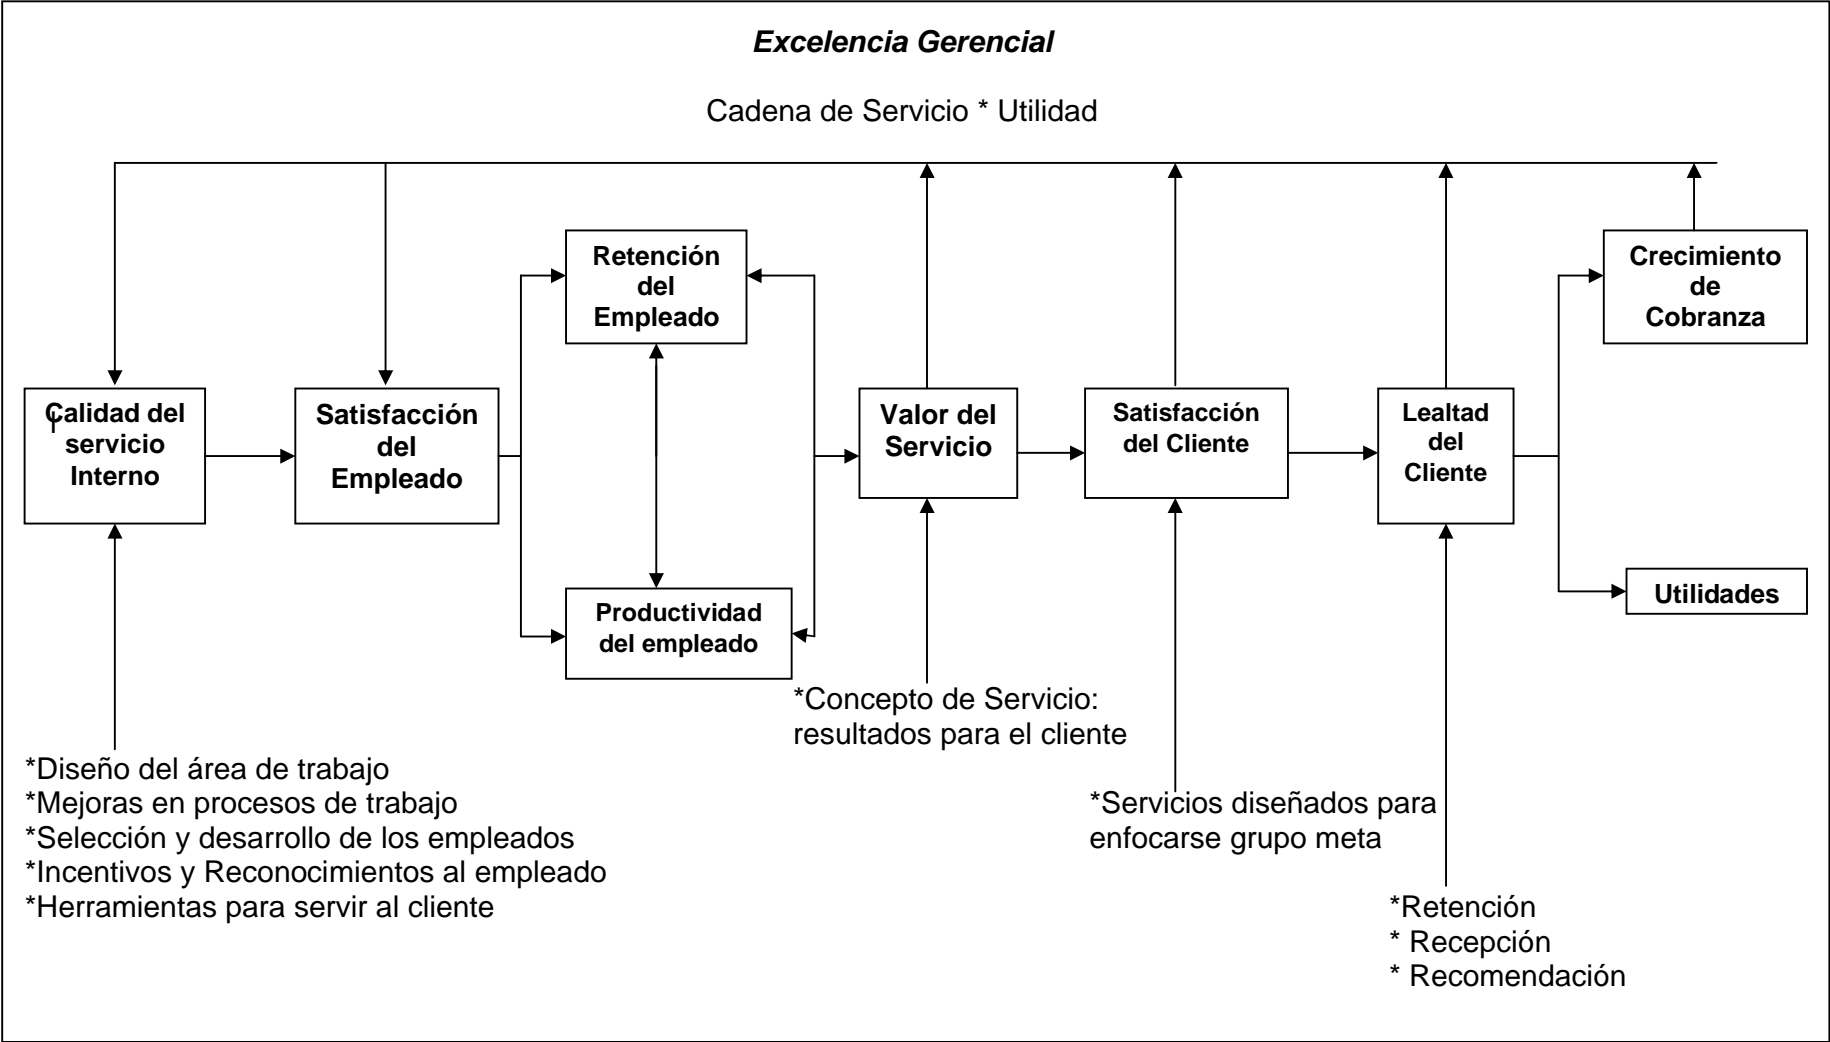 Excelencia Gerencial
Cadena de Servicio * Utilidad
Retención
del
Empleado
Crecimiento
de
Cobranza
Calidad del
servicio
Interno
Satisfacción
del
Empleado
Valor del
Servicio
Satisfacción
del Cliente
Lealtad
del
Cliente
Productividad
del empleado
Utilidades
*Concepto de Servicio:
resultados para el cliente
*Diseño del área de trabajo
*Mejoras en procesos de trabajo
*Selección y desarrollo de los empleados
*Incentivos y Reconocimientos al empleado
*Herramientas para servir al cliente
*Servicios diseñados para
enfocarse grupo meta
*Retención
* Recepción
* Recomendación